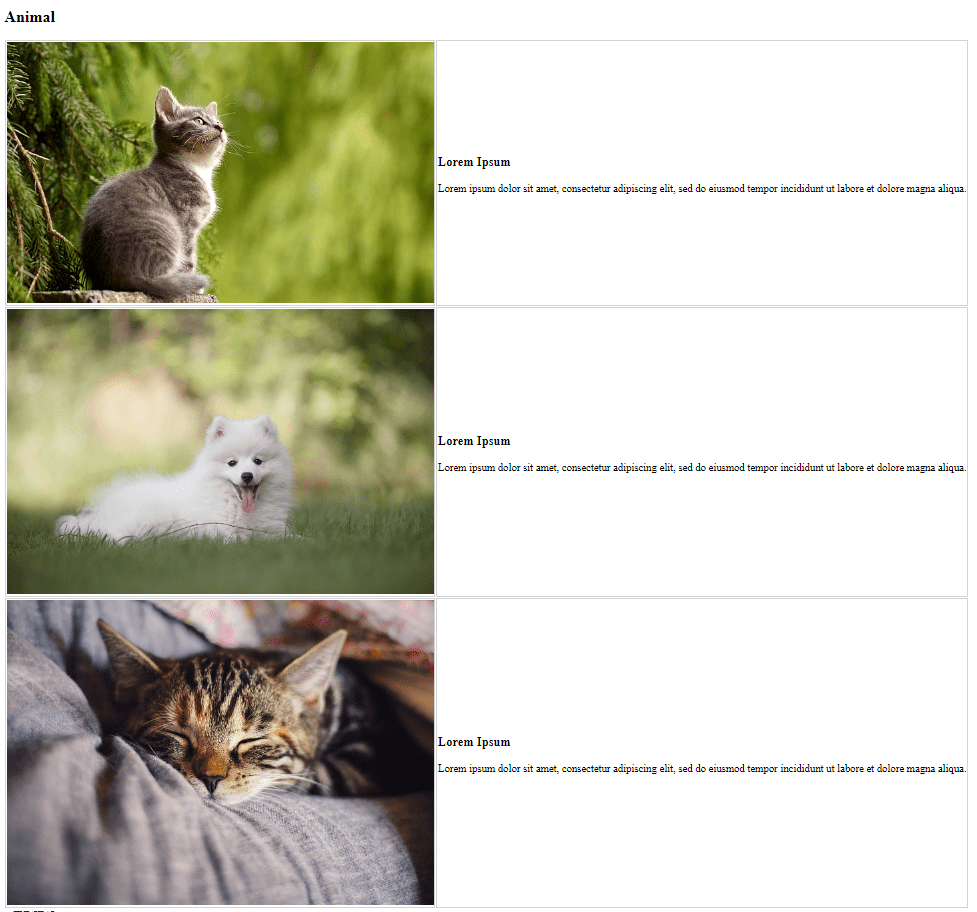 Animal
Lorem Ipsum
Lorem ipsum dolor sit amet, consectetur adipiscing elit, sed do eiusmod tempor incididunt ut labore et dolore magna aliqua.
Lorem Ipsum
Lorem ipsum dolor sit amet, consectetur adipiscing elit, sed do eiusmod tempor incididunt ut labore et dolore magna aliqua.
Lorem Ipsum
Lorem ipsum dolor sit amet, consectetur adipiscing elit, sed do eiusmod tempor incididunt ut labore et dolore magna aliqua.